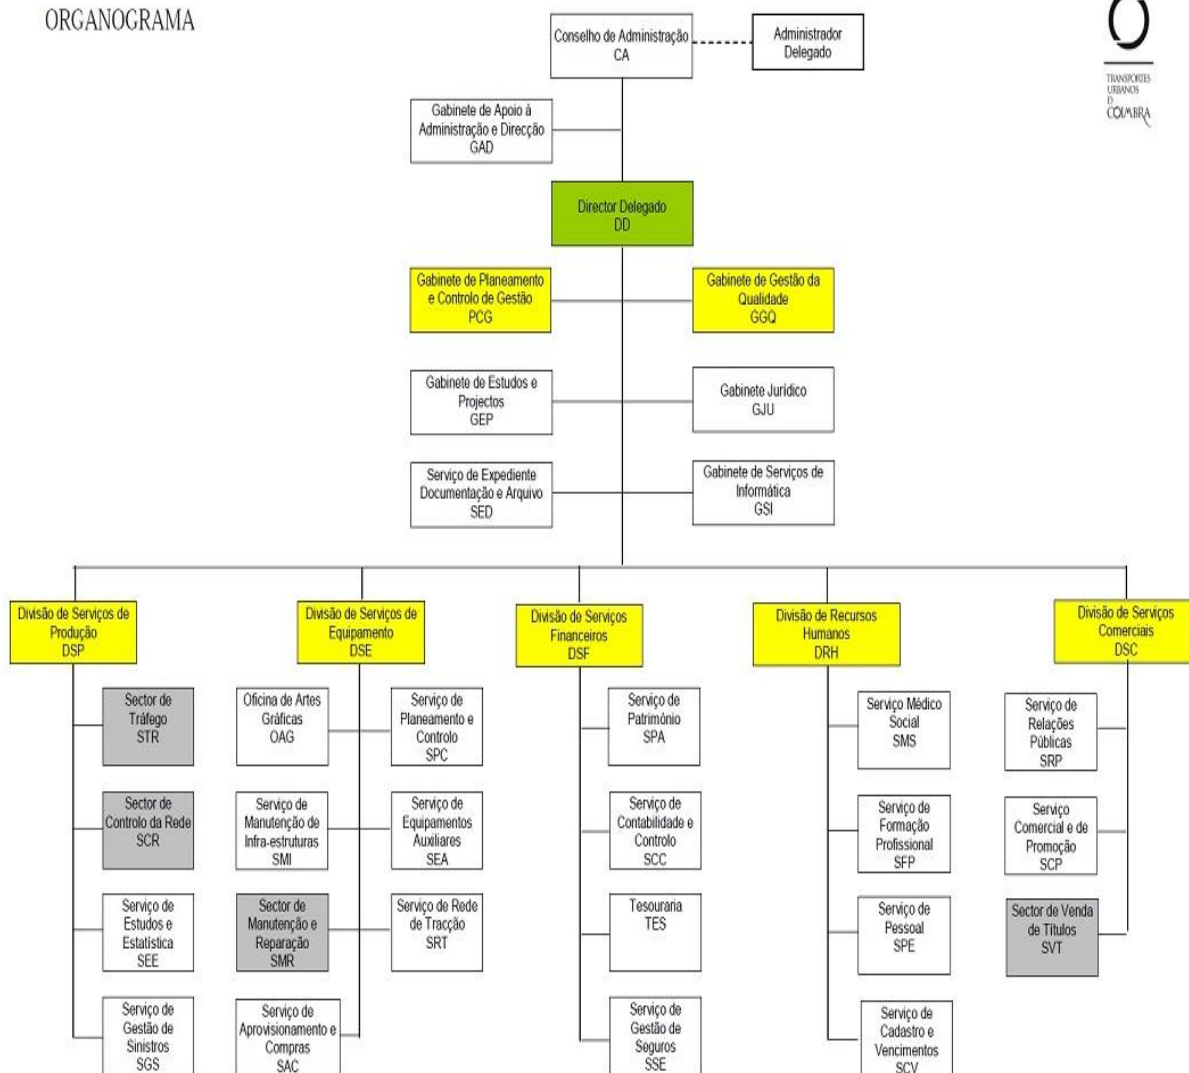 ORGANOGRAMA
Conselho de Administração
CA
Administrador
Delegado
TRANSPORTES
URBANOS
D
COIMBRA
Gabinete de Apoio à
Administração e Direcção
GAD
Director Delegado
DD
Gabinete de Planeamento
e Controlo de Gestão
PCG
Gabinete de Gestão da
Qualidade
GGQ
Gabinete de Estudos e
Projectos
GEP
Gabinete Jurídico
GJU
Serviço de Expediente
Documentação e Arquivo
SED
Gabinete de Serviços de
Informática
GSI
Divisão de Serviços de
Produção
DSP
Divisão de Serviços de
Equipamento
DSE
Divisão de Serviços
Financeiros
DSF
Divisão de Recursos
Humanos
DRH
Divisão de Serviços
Comerciais
DSC
Sector de
Tráfego
STR
Oficina de Artes
Gráficas
OAG
Serviço de
Planeamento e
Controlo
SPC
Serviço de
Património
SPA
Serviço Médico
Social
SMS
Serviço de
Relações
Públicas
SRP
Sector de
Controlo da Rede
SCR
Serviço de
Manutenção de
Infra-estruturas
SMI
Serviço de
Equipamentos
Auxiliares
SEA
Serviço de
Contabilidade e
Controlo
SCC
Serviço de
Formação
Profissional
SFP
Serviço
Comercial e de
Promoção
SCP
Serviço de
Estudos e
Estatística
SEE
Sector de
Manutenção e
Reparação
SMR
Serviço de Rede
de Tracção
SRT
Tesouraria
TES
Serviço de
Pessoal
SPE
Sector de Venda
de Títulos
SVT
Serviço de
Gestão de
Sinistros
SGS
Serviço de
Aprovisionamento e
Compras
SAC
Serviço de
Gestão de
Seguros
SSE
Serviço de
Cadastro e
Vencimentos
SCV